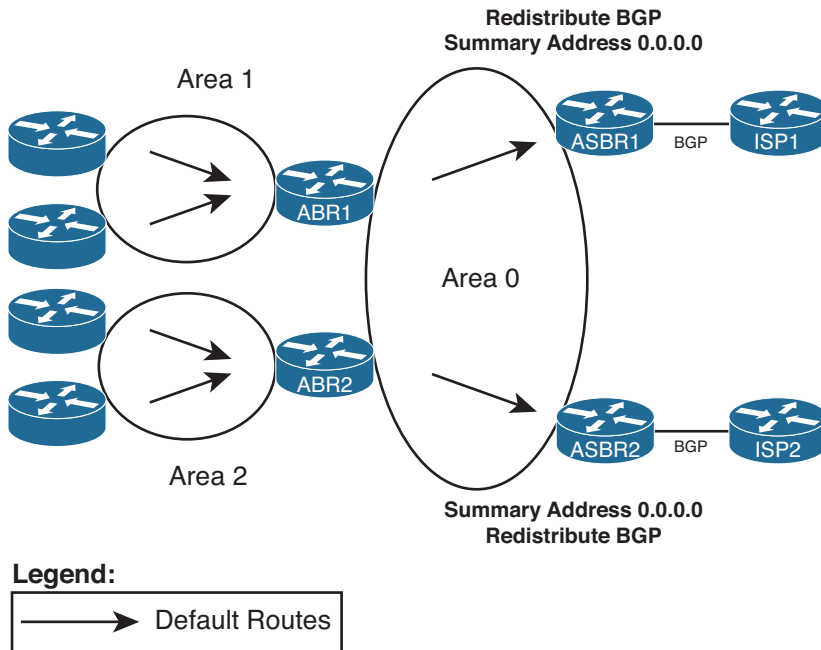 Redistribute BGP
Summary Address 0.0.0.0
Area 1
ASBR1
BGP
ISP1
ABR1
Area 0
ABR2
ASBR2
BGP
ISP2
Area 2
Summary Address 0.0.0.0
Redistribute BGP
Legend:
Default Routes